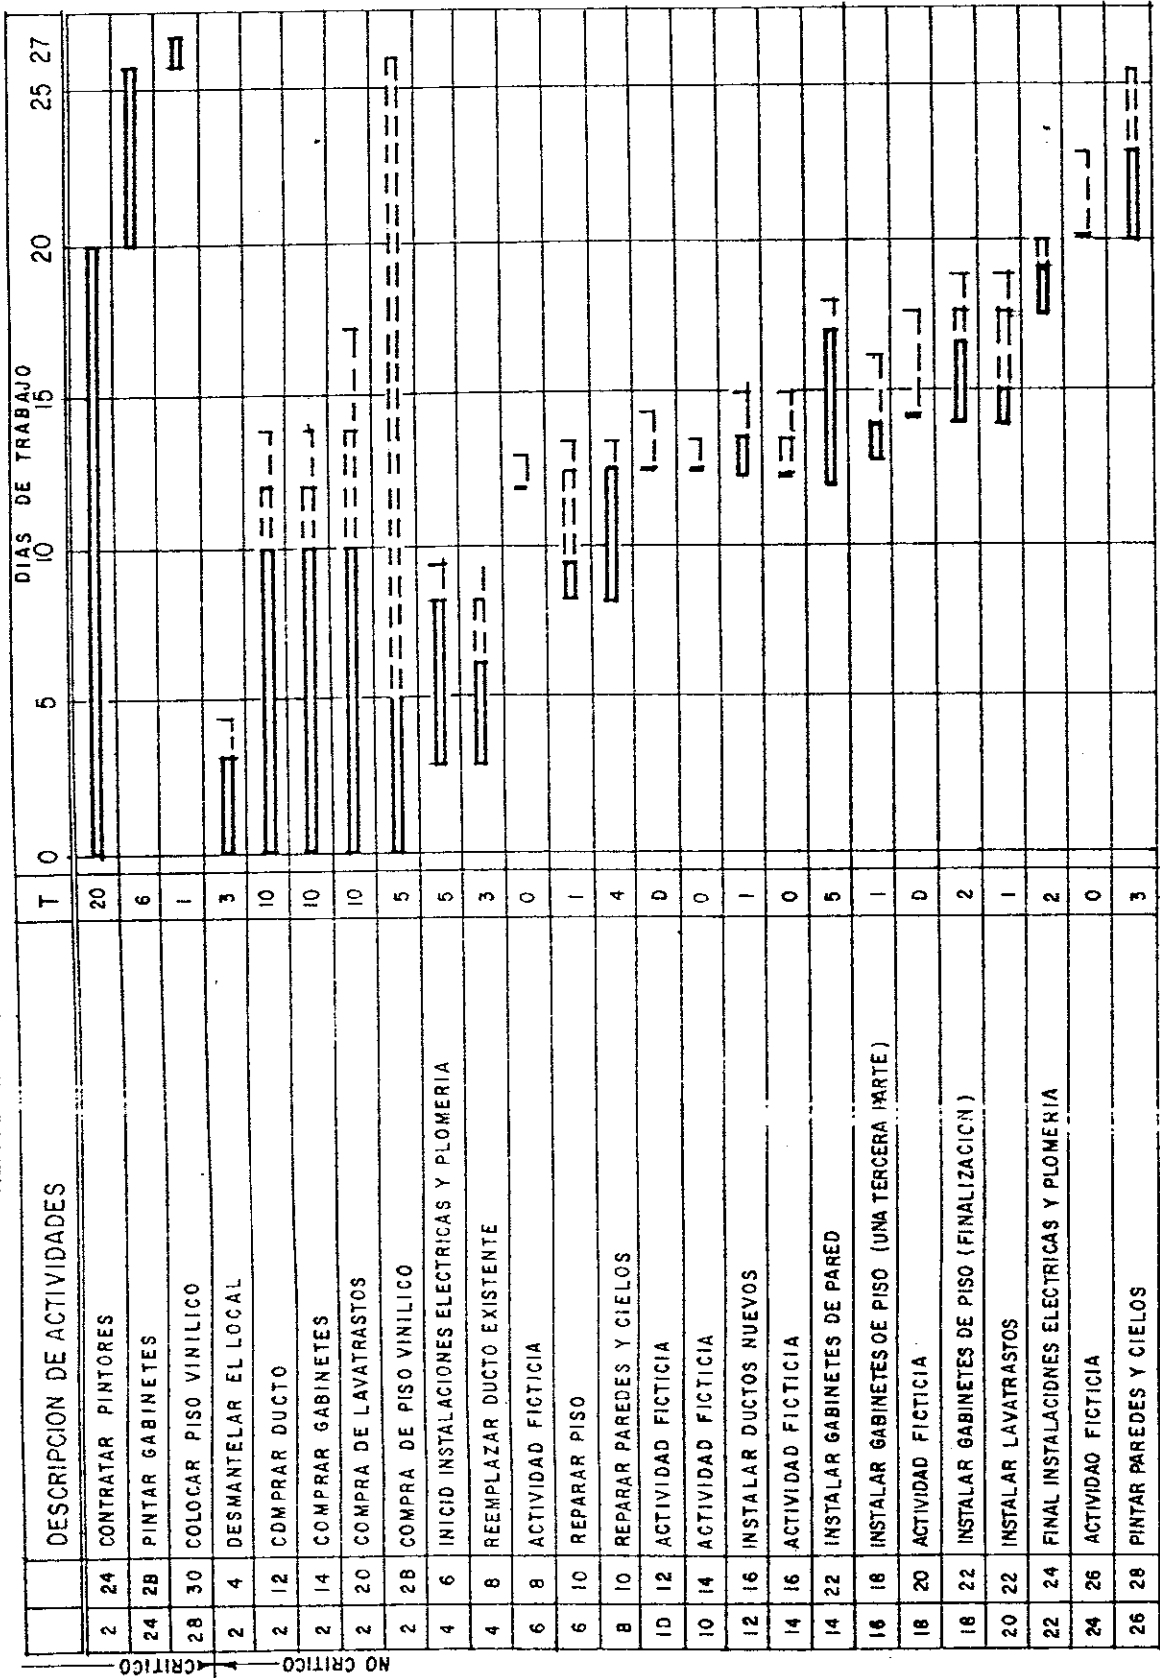 DIAS DE TRABAJO
DESCRIPCION DE ACTIVIDADES T 0 5 10 15 20 25 27
2 24 CONTRATAR PINTORES 20
24 28 PINTAR GABINETES 6
28 30 COLOCAR PISO VINILICO 1
2 4 DESMANTELAR EL LOCAL 3
2 12 COMPRAR DUCTO 10
2 14 COMPRAR GABINETES 10
2 20 COMPRA DE LAVATRASTOS 10
2 28 COMPRA DE PISO VINILICO 5
4 6 INICIO INSTALACIONES ELECTRICAS Y PLOMERIA 5
4 8 REEMPLAZAR DUCTO EXISTENTE 3
6 8 ACTIVIDAD FICTICIA 0
6 10 REPARAR PISO 1
8 10 REPARAR PAREDES Y CIELOS 4
10 12 ACTIVIDAD FICTICIA 0
10 14 ACTIVIDAD FICTICIA 0
12 16 INSTALAR DUCTOS NUEVOS 1
14 16 ACTIVIDAD FICTICIA 0
14 22 INSTALAR GABINETES DE PARED 5
16 18 INSTALAR GABINETES DE PISO (UNA TERCERA PARTE) 1
18 20 ACTIVIDAD FICTICIA 0
18 22 INSTALAR GABINETES DE PISO (FINALIZACION) 2
20 22 INSTALAR LAVATRASTOS 1
22 24 FINAL INSTALACIONES ELECTRICAS Y PLOMERIA 2
24 26 ACTIVIDAD FICTICIA 0
26 28 PINTAR PAREDES Y CIELOS 3
CRITICO
NO CRITICO